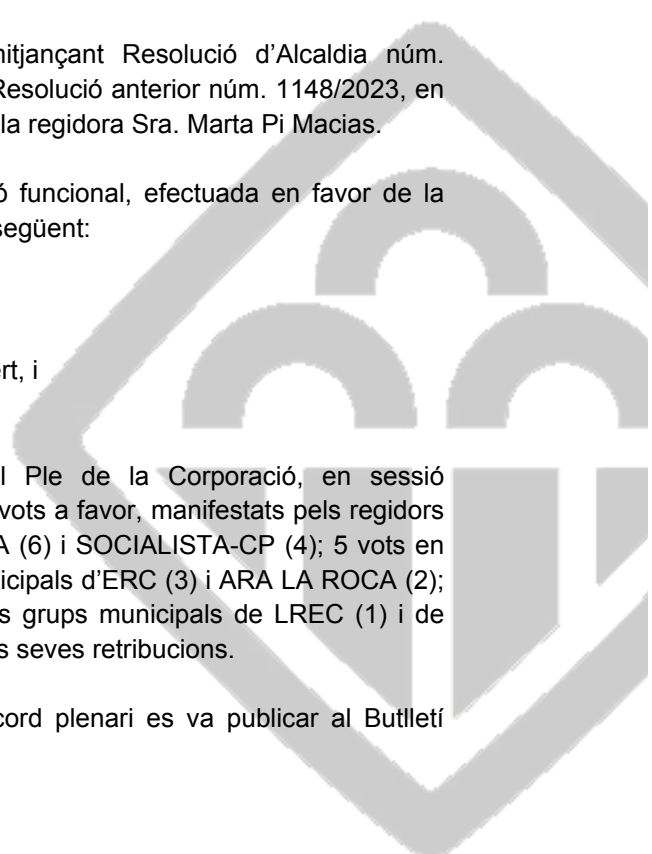 mitjançant Resolució d’Alcaldia núm.
Resolució anterior núm. 1148/2023, en
la regidora Sra. Marta Pi Macias.
ó funcional, efectuada en favor de la
següent:
rt, i
l Ple de la Corporació, en sessió
vots a favor, manifestats pels regidors
A (6) i SOCIALISTA-CP (4); 5 vots en
icipals d’ERC (3) i ARA LA ROCA (2);
s grups municipals de LREC (1) i de
s seves retribucions.
cord plenari es va publicar al Butlletí